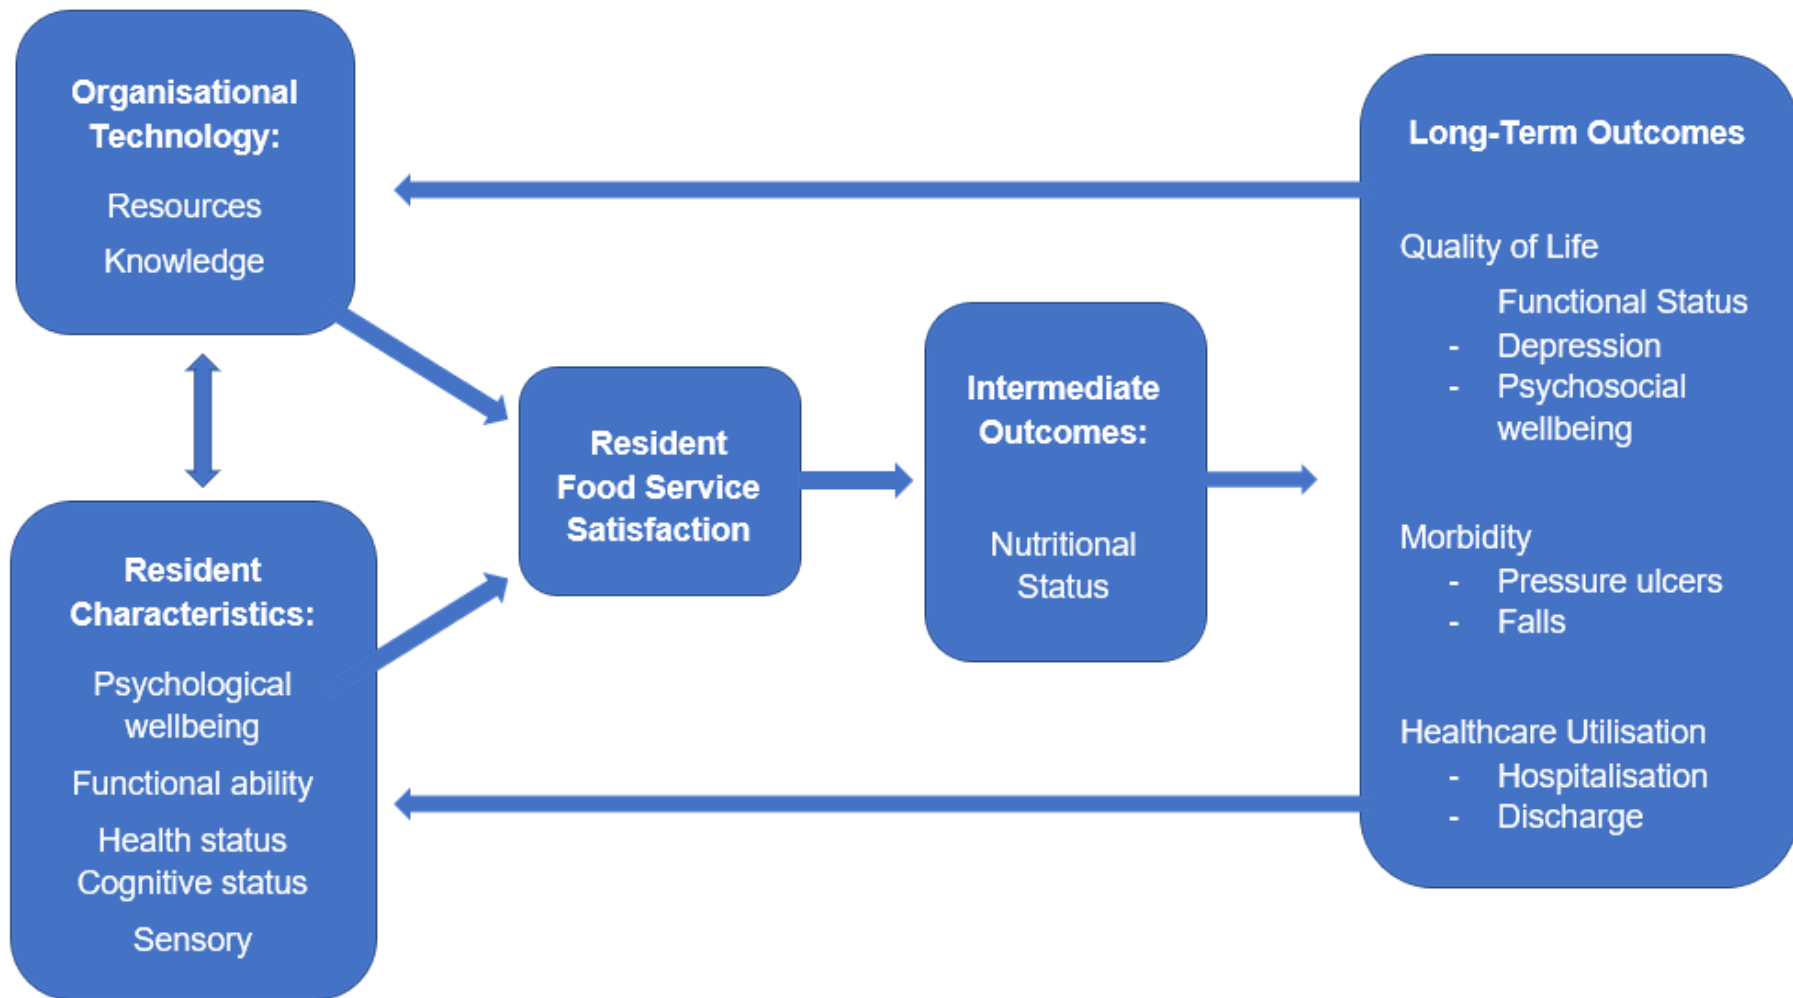 Organisational
Technology:
Resources
Knowledge
Resident
Characteristics:
Psychological
wellbeing
Functional ability
Health status
Cognitive status
Sensory
Resident
Food Service
Satisfaction
Intermediate
Outcomes:
Nutritional
Status
Long-Term Outcomes
Quality of Life
Functional Status
- Depression
- Psychosocial
wellbeing
Morbidity
- Pressure ulcers
- Falls
Healthcare Utilisation
- Hospitalisation
- Discharge